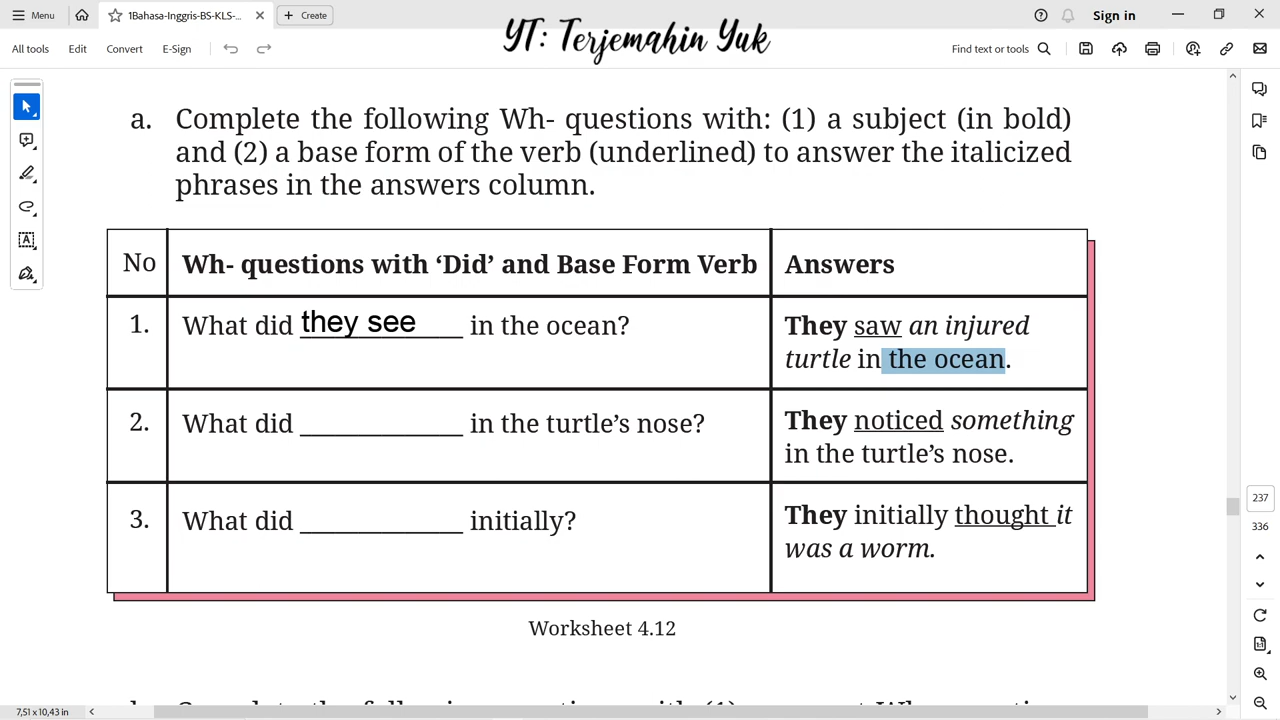 Menu
1Bahasa-Inggris-BS-KLS-...
Create
Sign in
YT: Terjemahin Yuk
All tools Edit Convert E-Sign
Find text or tools
a. Complete the following Wh- questions with: (1) a subject (in bold)
and (2) a base form of the verb (underlined) to answer the italicized
phrases in the answers column.
No Wh- questions with ‘Did’ and Base Form Verb Answers
1. What did they see in the ocean? They saw an injured
turtle in the ocean.
2. What did ____________ in the turtle’s nose? They noticed something
in the turtle’s nose.
3. What did ____________ initially? They initially thought it
was a worm.
Worksheet 4.12
237
336
7,51 x 10,43 in